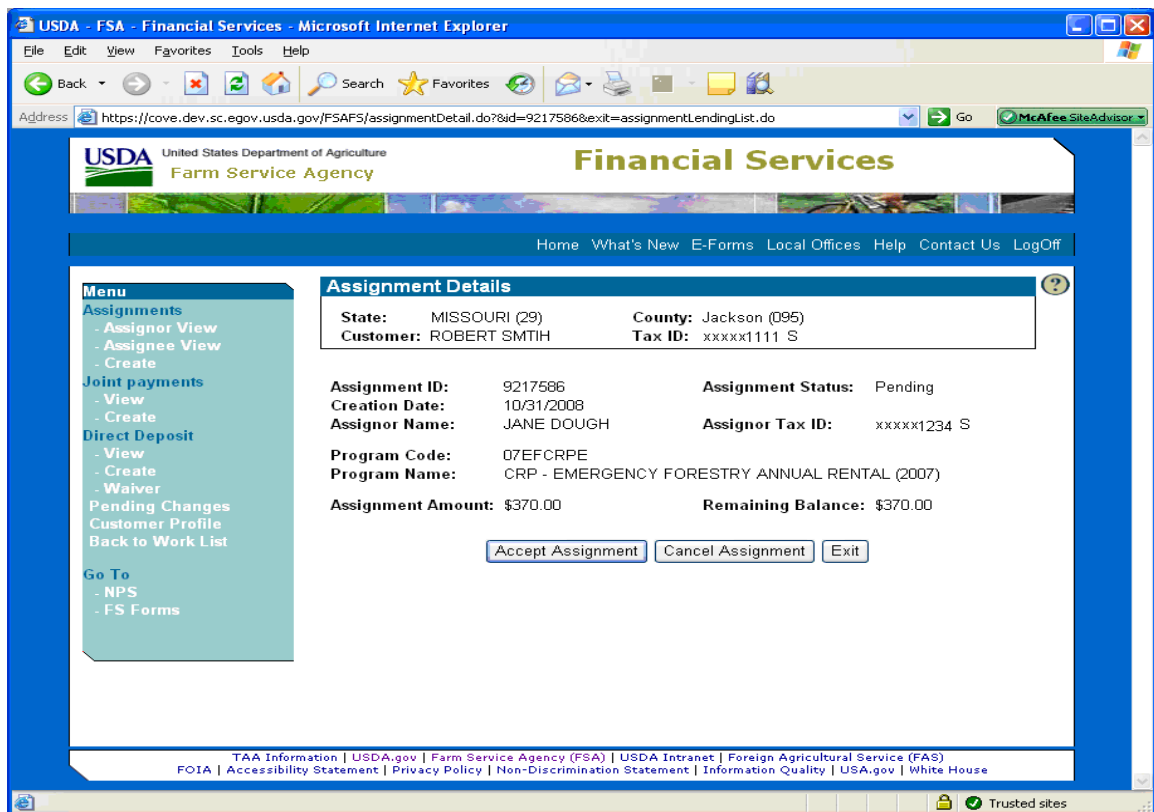 USDA - FSA - Financial Services - Microsoft Internet Explorer
File Edit View Favorites Tools Help
Back Search Favorites
Address https://cove.dev.sc.egov.usda.gov/FSAFS/assignmentDetail.do?&id=9217586&exit=assignmentLendingList.do Go McAfee SiteAdvisor
USDA United States Department of Agriculture
Farm Service Agency
Financial Services
Home What's New E-Forms Local Offices Help Contact Us LogOff
Menu
Assignments
- Assignor View
- Assignee View
- Create
Joint payments
- View
- Create
Direct Deposit
- View
- Create
- Waiver
Pending Changes
Customer Profile
Back to Work List
Go To
- NPS
- FS Forms
Assignment Details ?
State: MISSOURI (29) County: Jackson (095)
Customer: ROBERT SMTIH Tax ID: xxxxx1111 S
Assignment ID: 9217586 Assignment Status: Pending
Creation Date: 10/31/2008
Assignor Name: JANE DOUGH Assignor Tax ID: xxxxx1234 S
Program Code: 07EFCRPE
Program Name: CRP - EMERGENCY FORESTRY ANNUAL RENTAL (2007)
Assignment Amount: $370.00 Remaining Balance: $370.00
Accept Assignment Cancel Assignment Exit
TAA Information | USDA.gov | Farm Service Agency (FSA) | USDA Intranet | Foreign Agricultural Service (FAS)
FOIA | Accessibility Statement | Privacy Policy | Non-Discrimination Statement | Information Quality | USA.gov | White House
Trusted sites